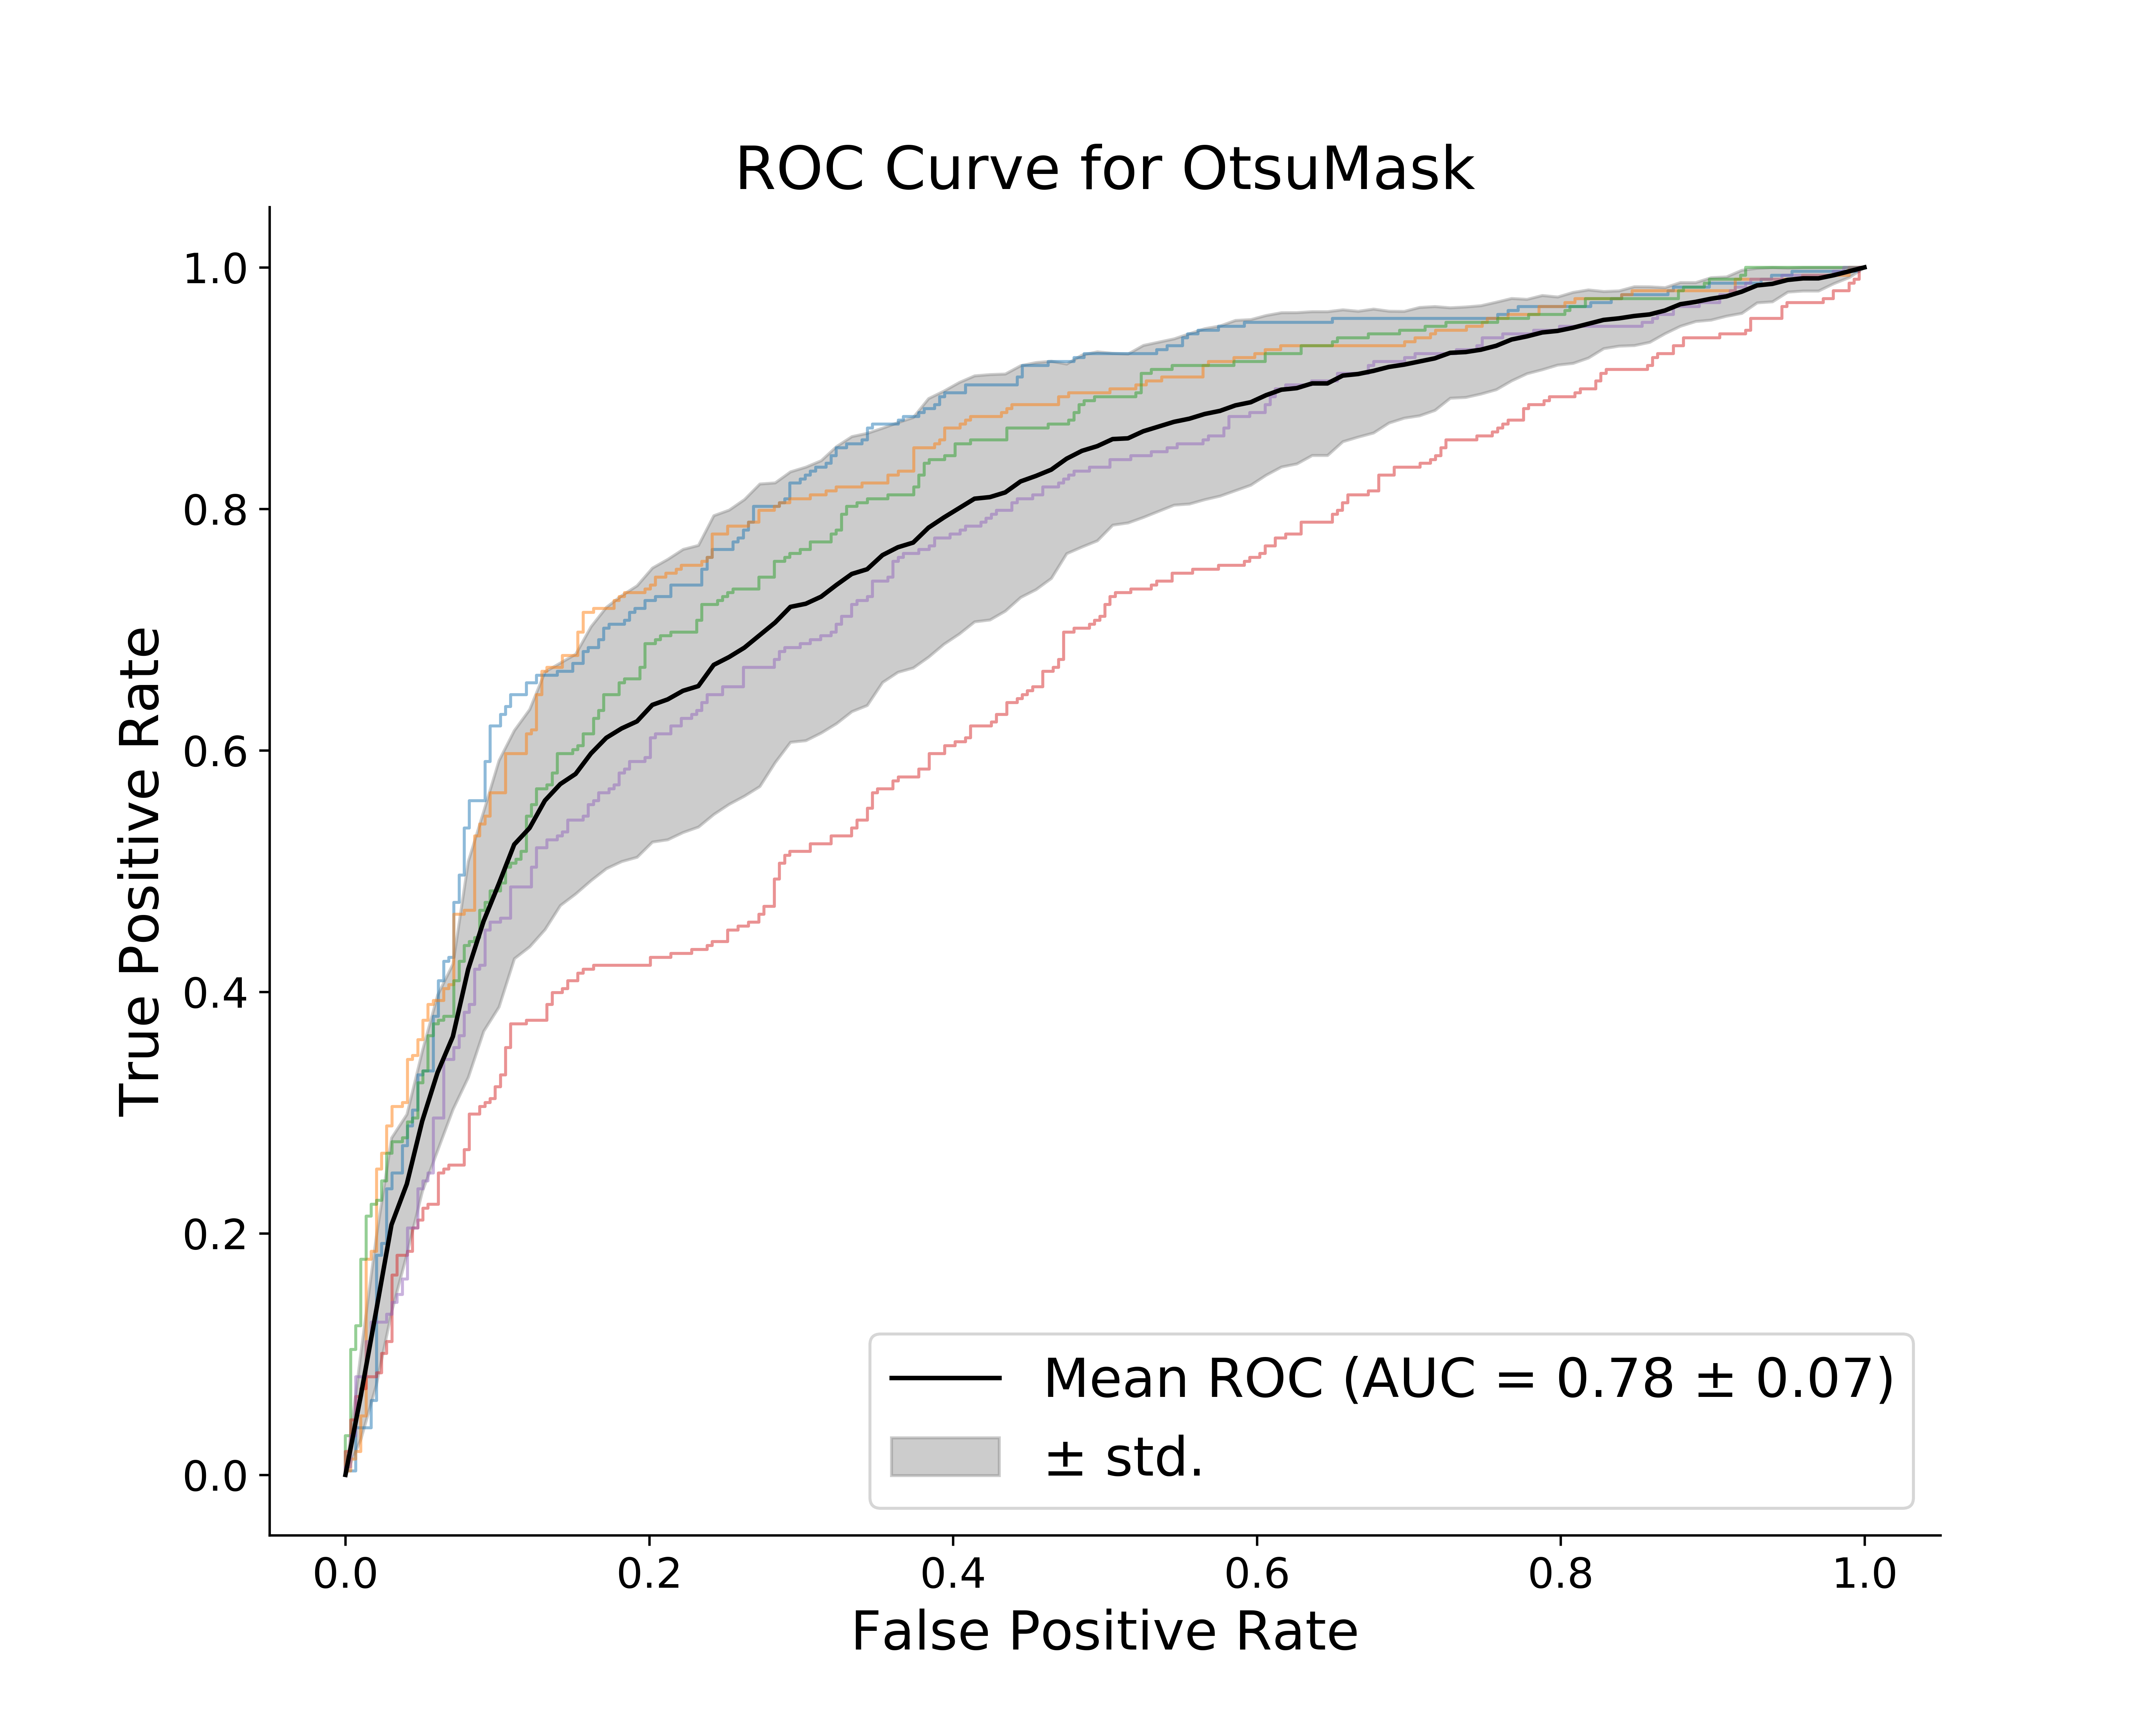 ROC Curve for OtsuMask
1.0
0.8
0.6
0.4
0.2
0.0
True Positive Rate
Mean ROC (AUC = 0.78 ± 0.07)
± std.
0.0 0.2 0.4 0.6 0.8 1.0
False Positive Rate